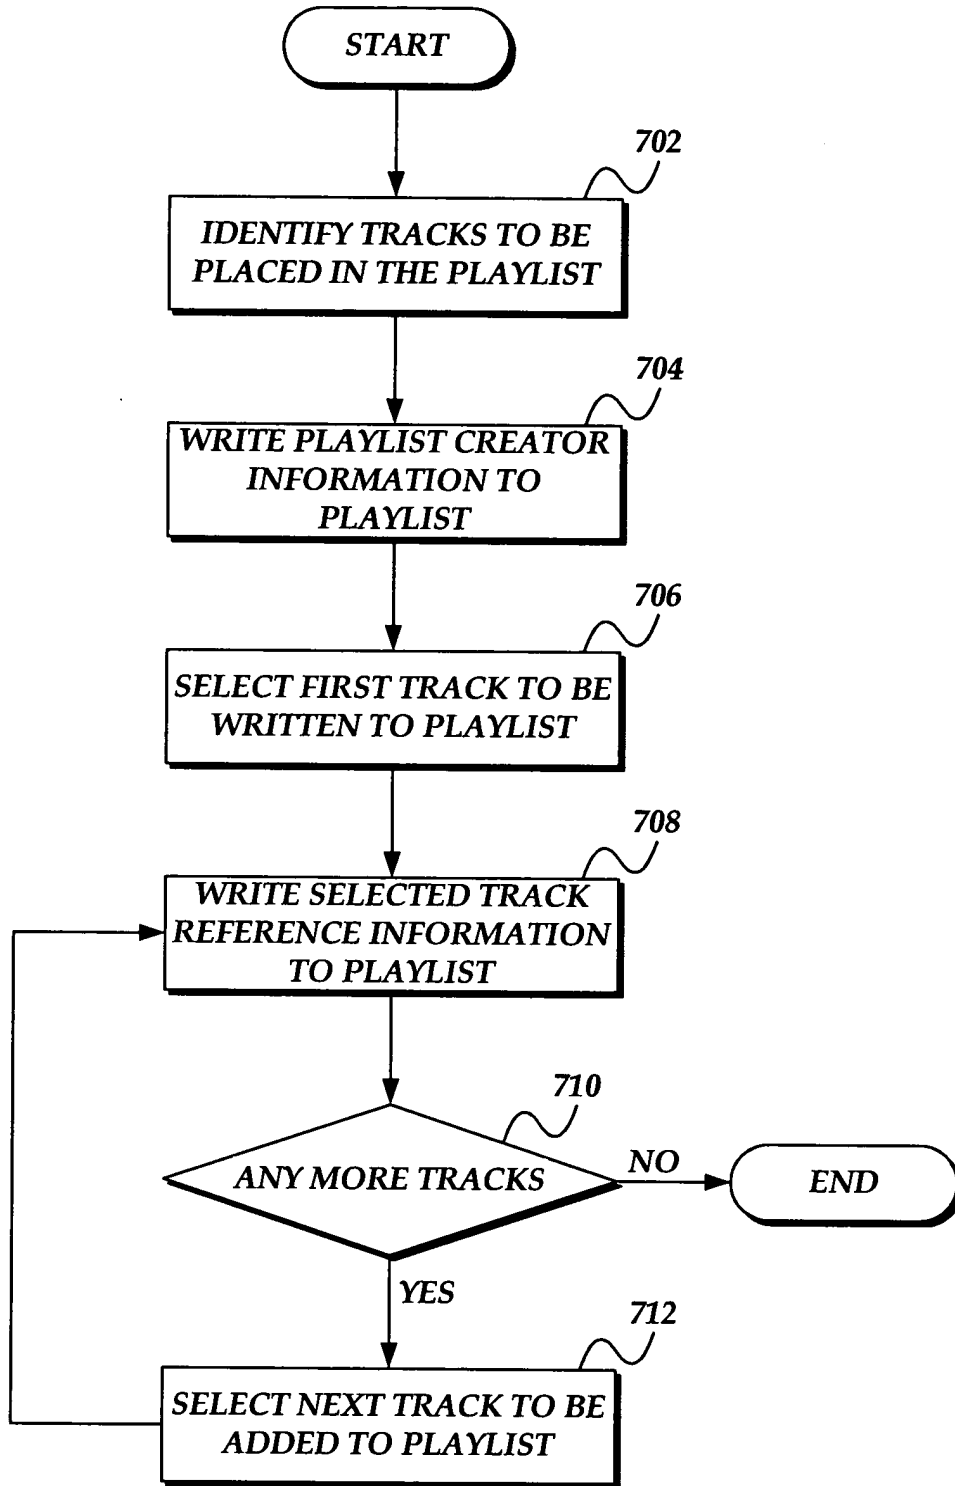 START
702
IDENTIFY TRACKS TO BE
PLACED IN THE PLAYLIST
704
WRITE PLAYLIST CREATOR
INFORMATION TO
PLAYLIST
706
SELECT FIRST TRACK TO BE
WRITTEN TO PLAYLIST
708
WRITE SELECTED TRACK
REFERENCE INFORMATION
TO PLAYLIST
710
ANY MORE TRACKS
NO
END
YES
712
SELECT NEXT TRACK TO BE
ADDED TO PLAYLIST